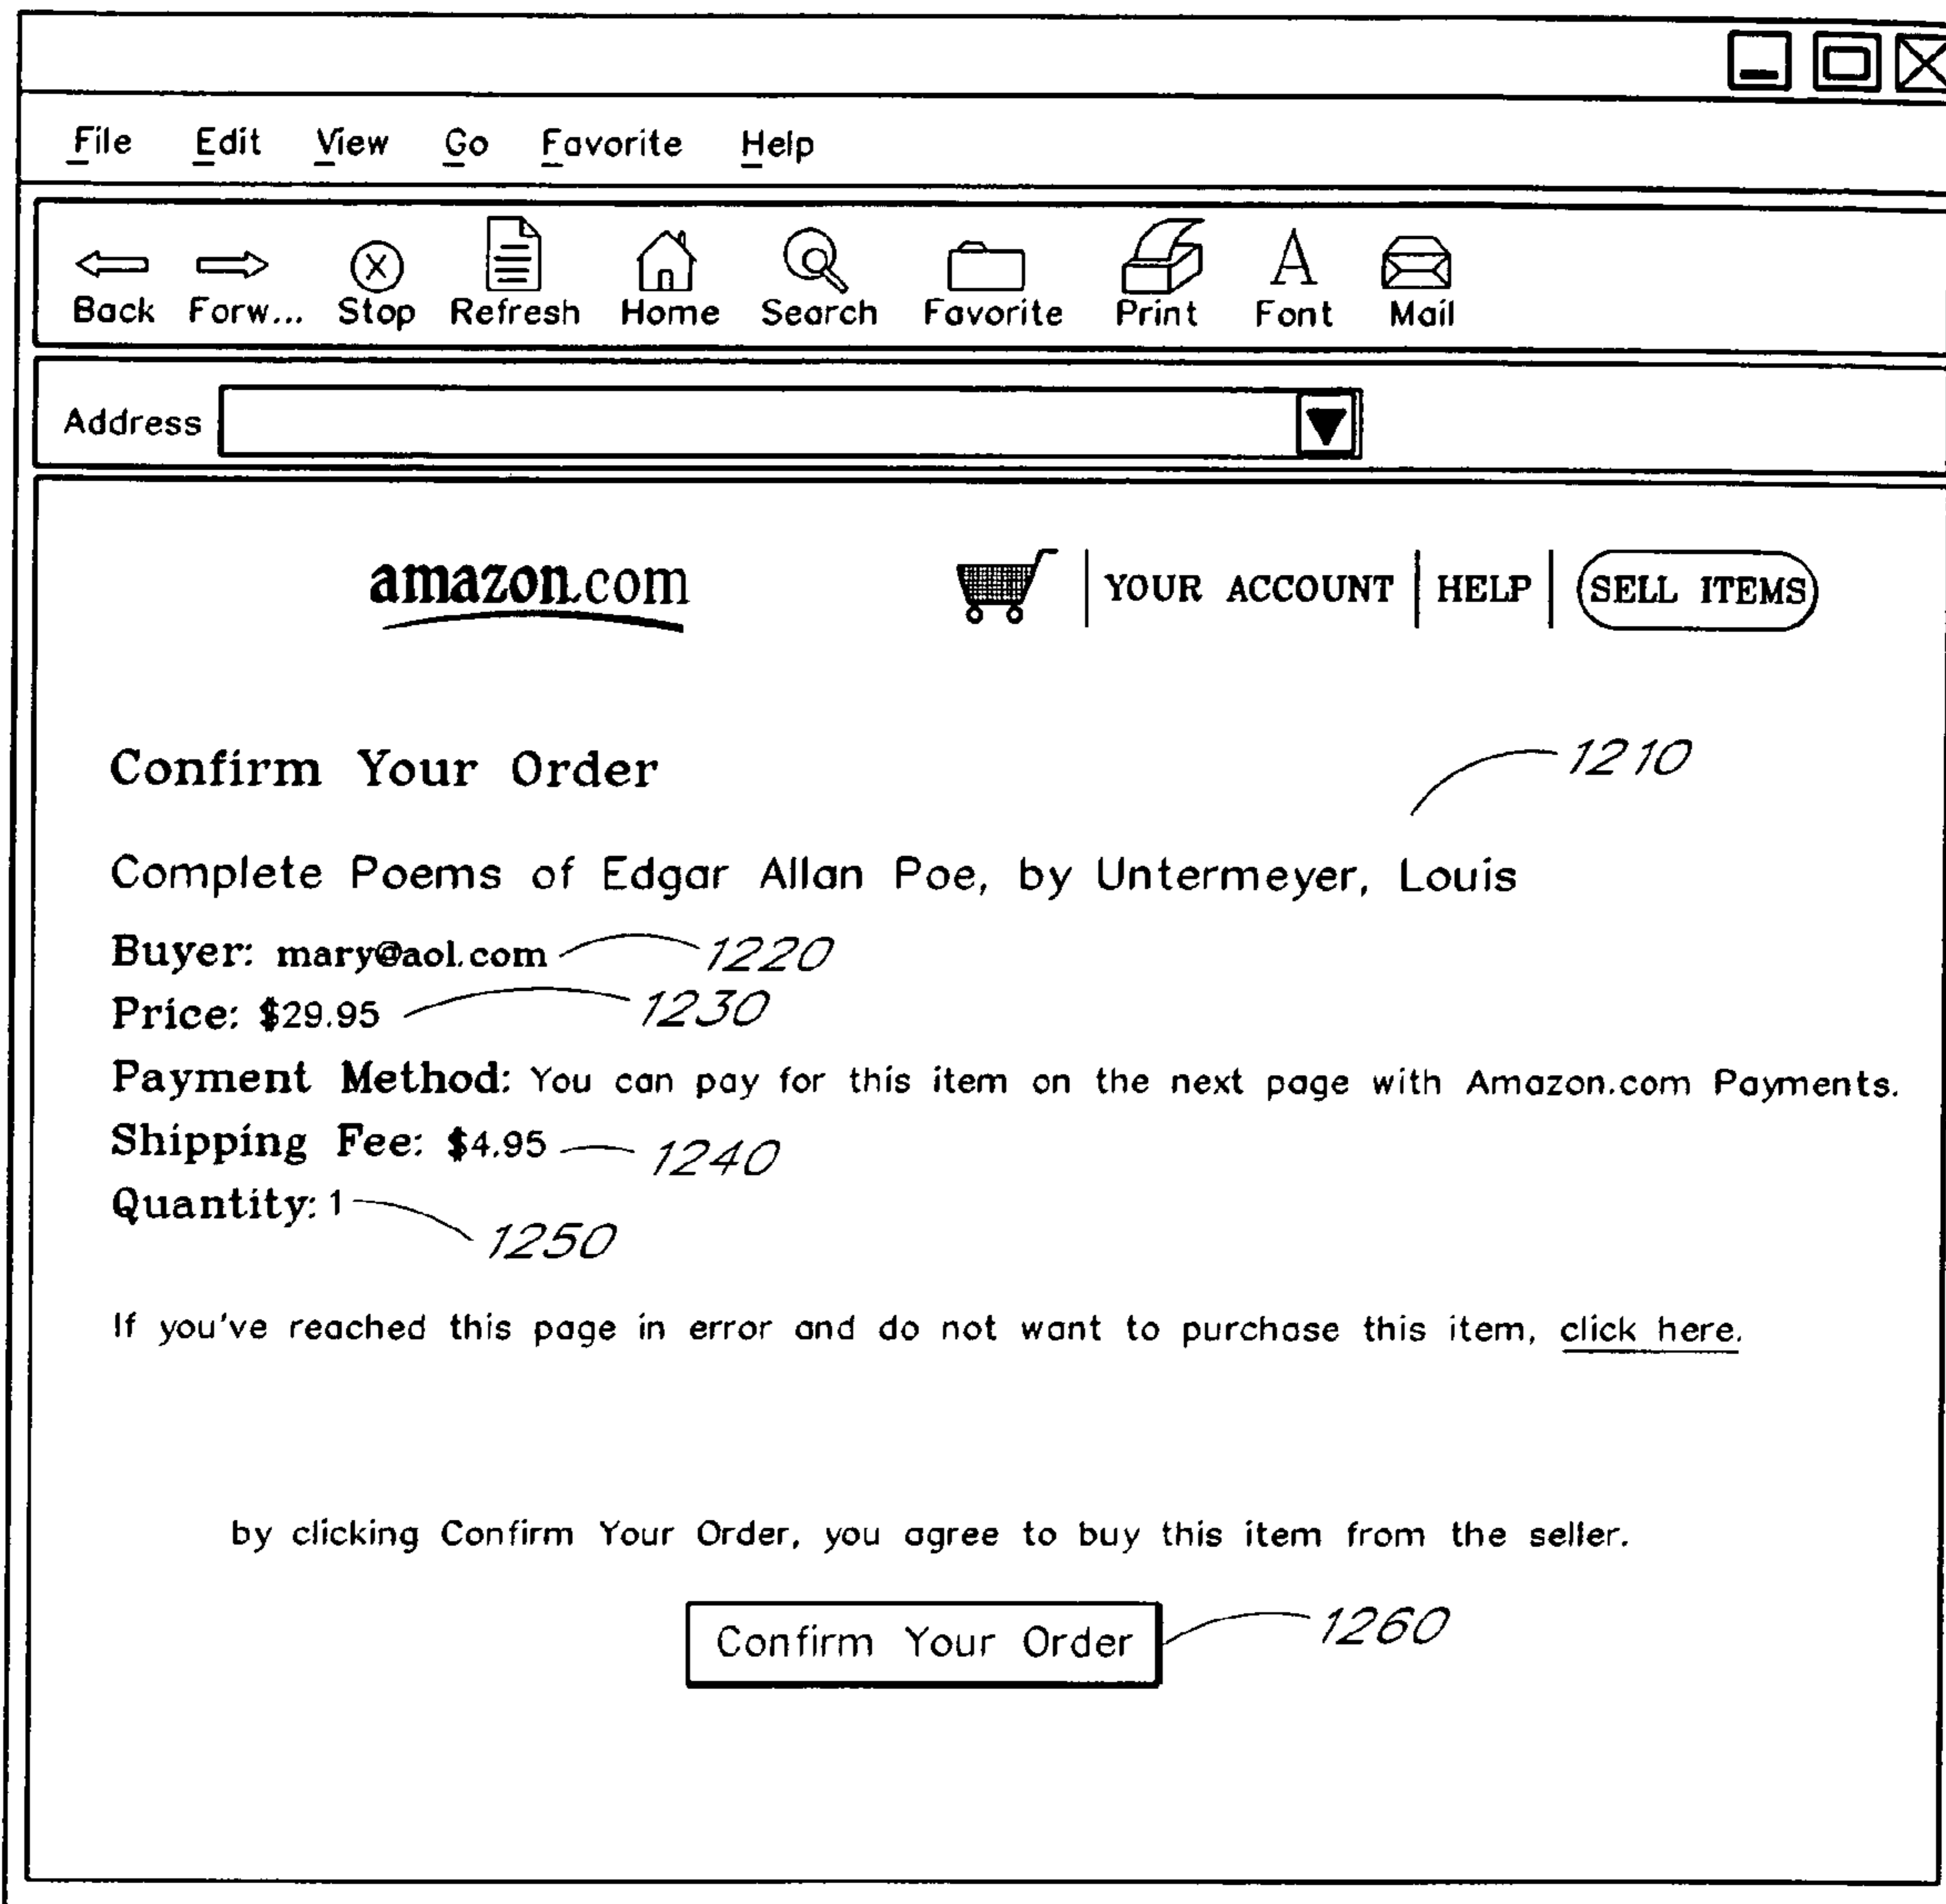 File Edit View Go Favorite Help
Back Forw... Stop Refresh Home Search Favorite Print Font Mail
Address
amazon.com YOUR ACCOUNT HELP SELL ITEMS
Confirm Your Order 1210
Complete Poems of Edgar Allan Poe, by Untermeyer, Louis
Buyer: mary@aol.com 1220
Price: $29.95 1230
Payment Method: You can pay for this item on the next page with Amazon.com Payments.
Shipping Fee: $4.95 1240
Quantity: 1
1250
If you've reached this page in error and do not want to purchase this item, click here.
by clicking Confirm Your Order, you agree to buy this item from the seller.
Confirm Your Order 1260